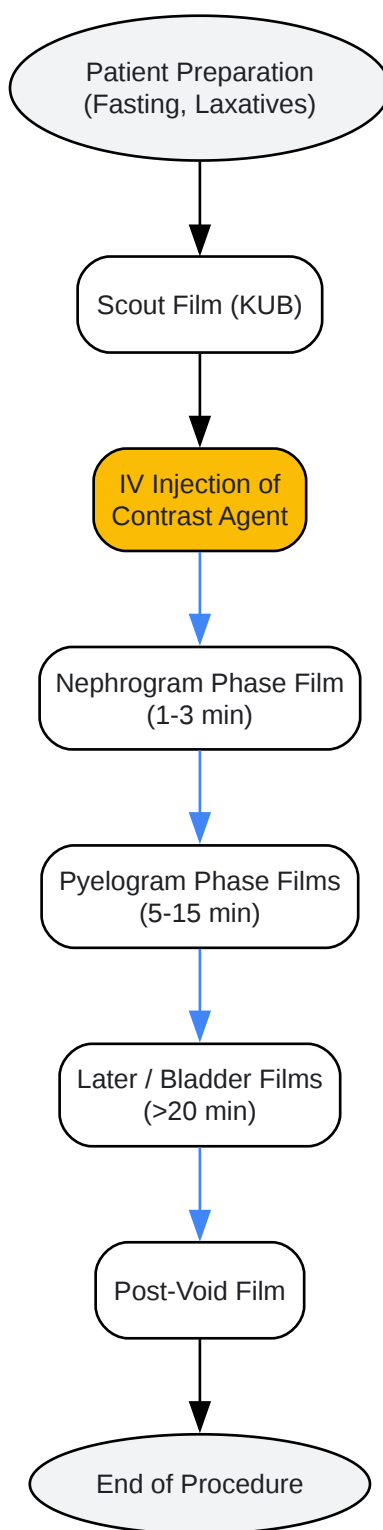 Patient Preparation
(Fasting, Laxatives)
Scout Film (KUB)
IV Injection of
Contrast Agent
Nephrogram Phase Film
(1-3 min)
Pyelogram Phase Films
(5-15 min)
Later / Bladder Films
(>20 min)
Post-Void Film
End of Procedure